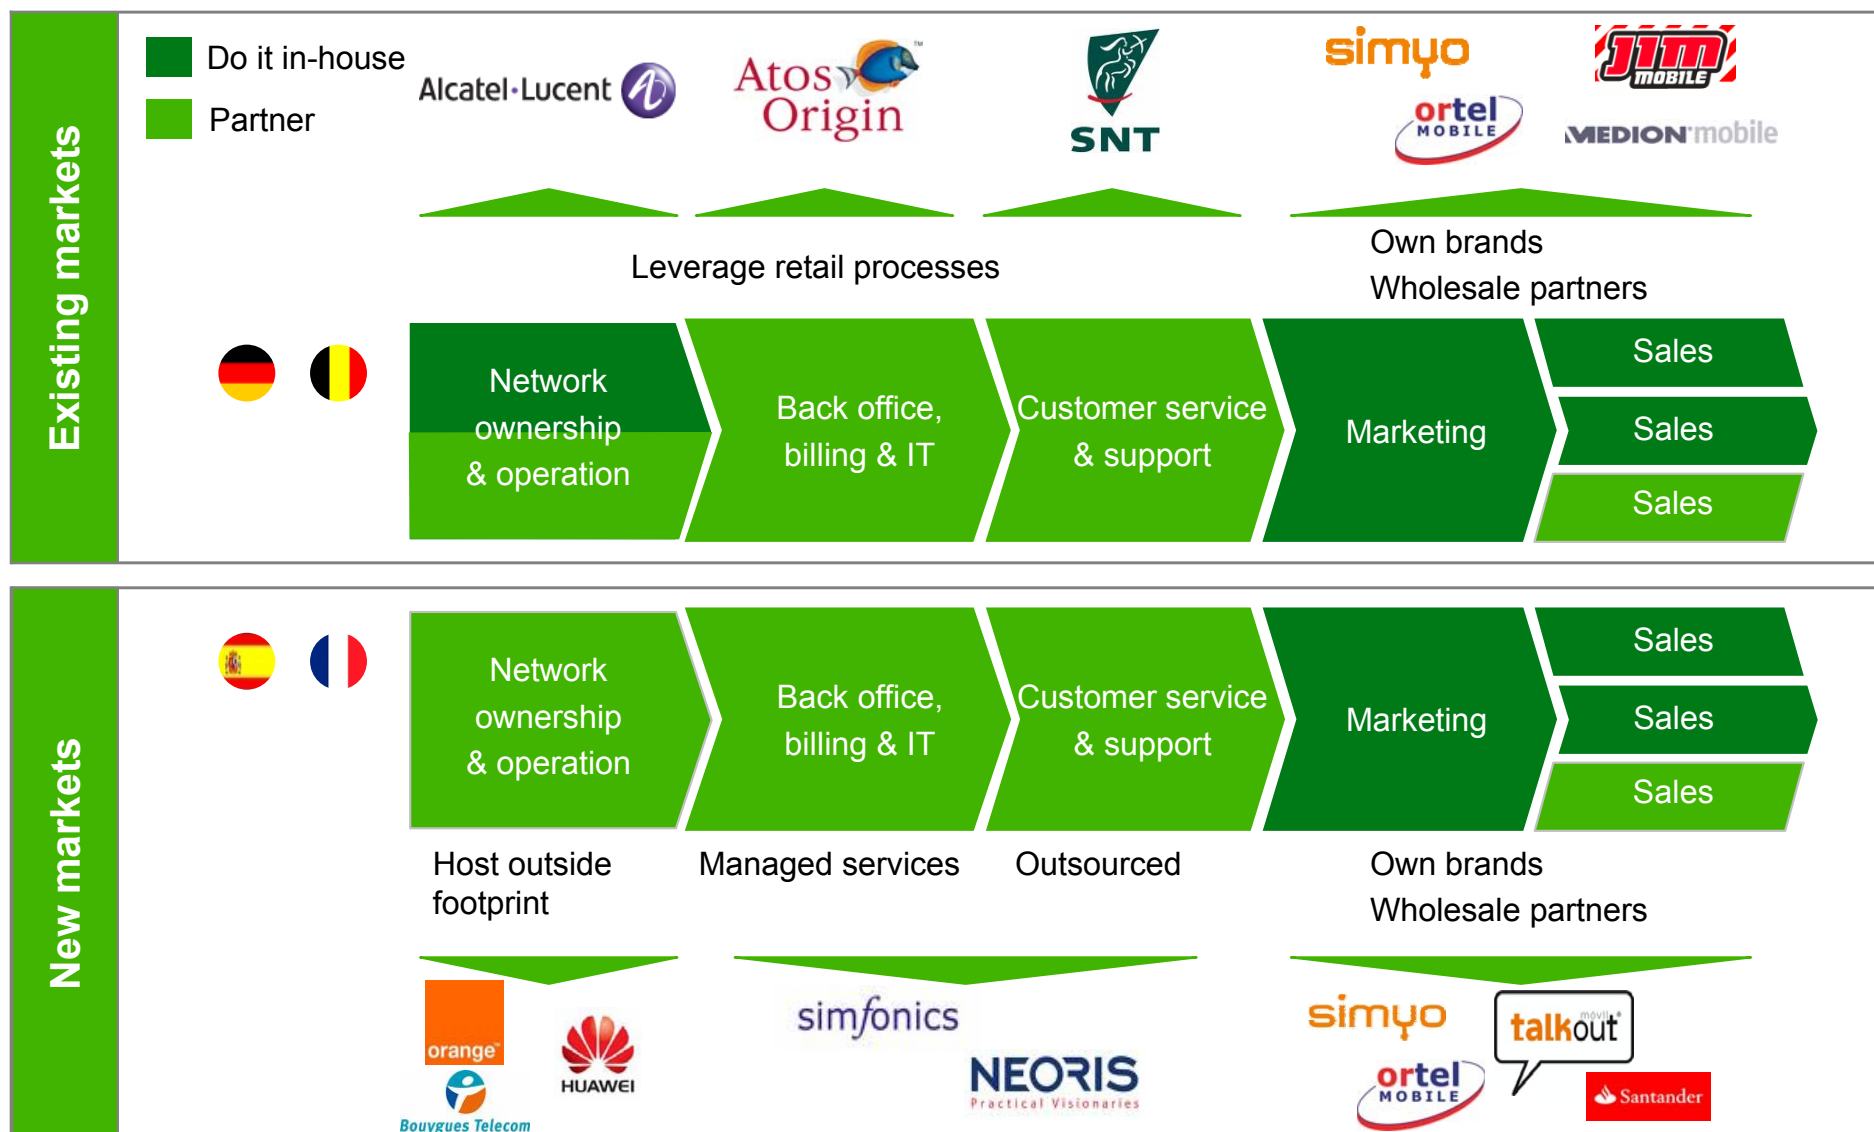 Existing markets
Do it in-house
Partner
Alcatel·Lucent
Atos
Origin
™
SNT
simyo
JIM
MOBILE
ortel
MOBILE
MEDION mobile
Leverage retail processes
Own brands
Wholesale partners
Network
ownership
& operation
Back office,
billing & IT
Customer service
& support
Marketing
Sales
Sales
Sales
New markets
Network
ownership
& operation
Back office,
billing & IT
Customer service
& support
Marketing
Sales
Sales
Sales
Host outside
footprint
Managed services
Outsourced
Own brands
Wholesale partners
orange™
HUAWEI
Bouygues Telecom
simfonics
NEORIS
Practical Visionaries
simyo
movil
talkout
ortel
MOBILE
Santander